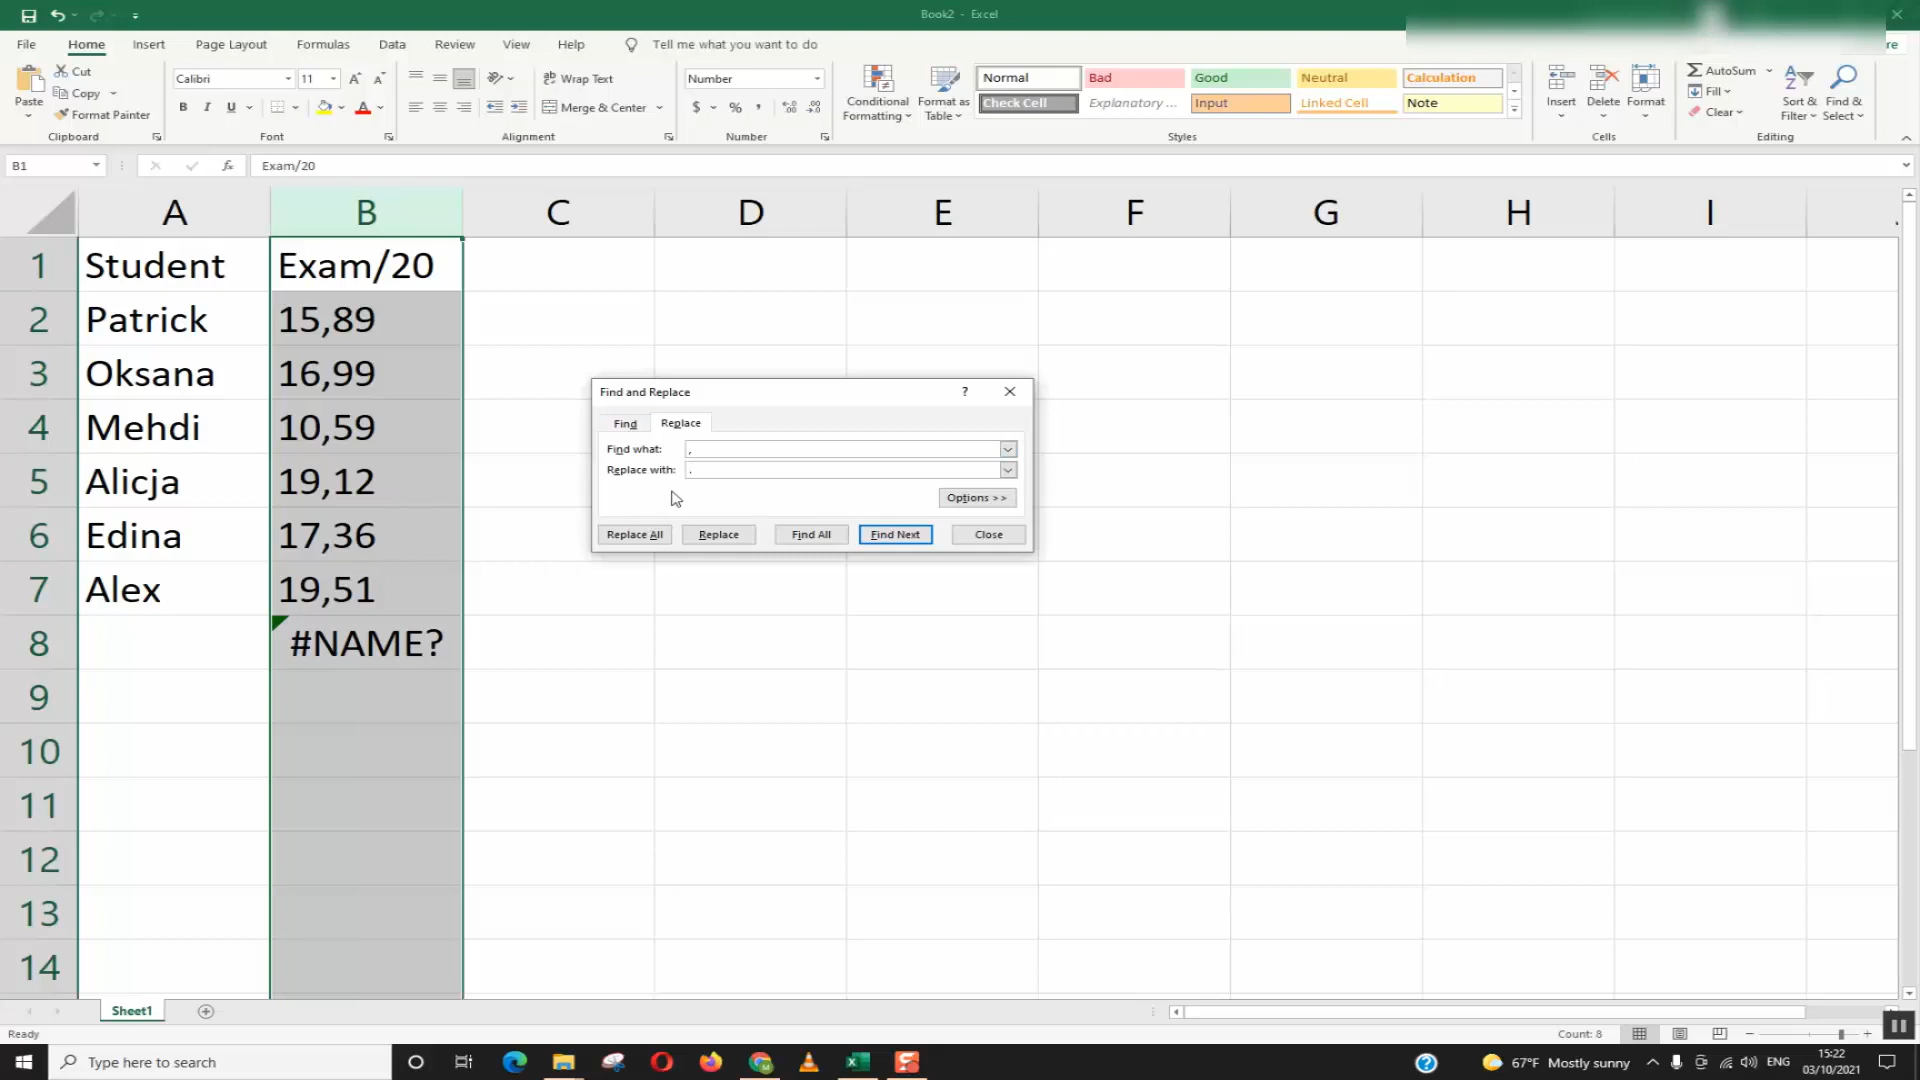 Book2 - Excel
File Home Insert Page Layout Formulas Data Review View Help Tell me what you want to do
Paste
Cut
Copy
Format Painter
Clipboard
Calibri 11
B I U
Font
Wrap Text
Merge & Center
Alignment
Number
$ % ,
Number
Conditional Formatting
Format as Table
Normal Bad Good Neutral Calculation
Check Cell Explanatory ... Input Linked Cell Note
Styles
Insert Delete Format
Cells
AutoSum
Fill
Clear
Sort & Filter
Find & Select
Editing
B1 fx Exam/20
A B C D E F G H I
1 Student Exam/20
2 Patrick 15,89
3 Oksana 16,99
4 Mehdi 10,59
5 Alicja 19,12
6 Edina 17,36
7 Alex 19,51
8 #NAME?
9
10
11
12
13
14
Find and Replace ?
Find Replace
Find what: ,
Replace with: .
Options >>
Replace All Replace Find All Find Next Close
Sheet1
Ready Count: 8
Type here to search
67°F Mostly sunny ENG 15:22
03/10/2021